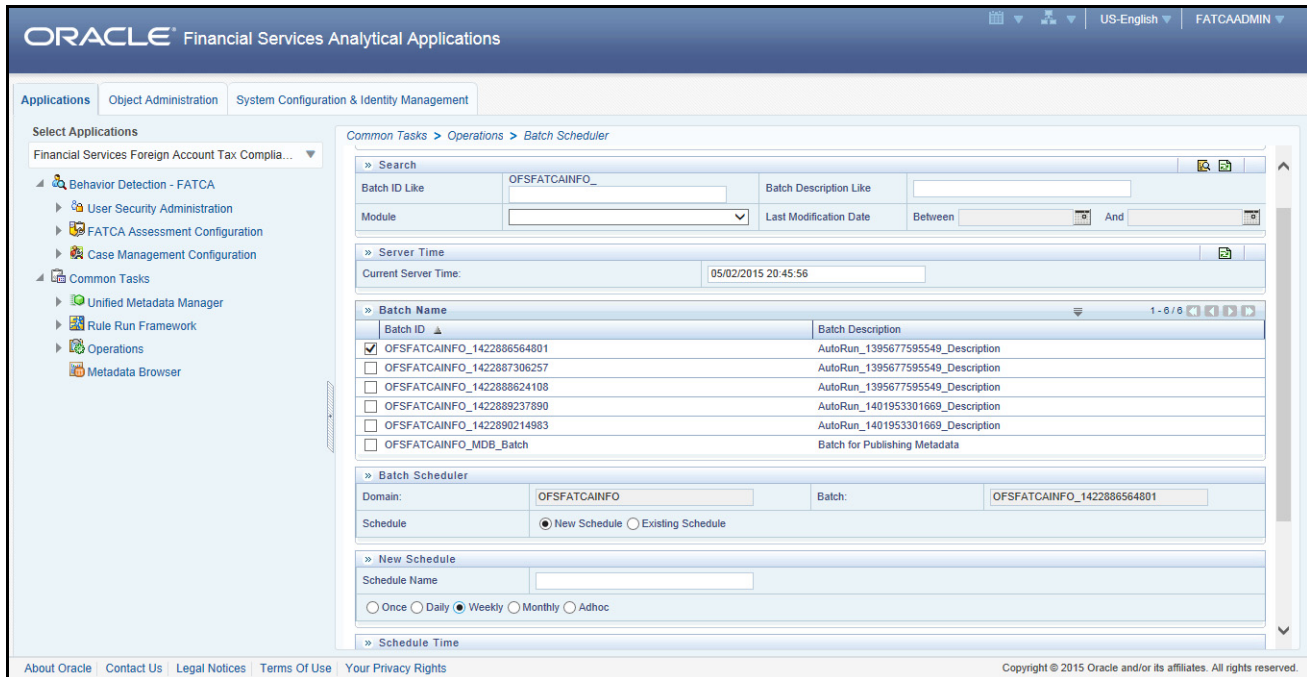 US-English FATCAADMIN
ORACLE® Financial Services Analytical Applications
Applications Object Administration System Configuration & Identity Management
Select Applications
Financial Services Foreign Account Tax Complia...
Behavior Detection - FATCA
User Security Administration
FATCA Assessment Configuration
Case Management Configuration
Common Tasks
Unified Metadata Manager
Rule Run Framework
Operations
Metadata Browser
Common Tasks > Operations > Batch Scheduler
» Search
Batch ID Like OFSFATCAINFO_ Batch Description Like
Module Last Modification Date Between And
» Server Time
Current Server Time: 05/02/2015 20:45:56
» Batch Name 1 - 6 / 6
Batch ID Batch Description
OFSFATCAINFO_1422886564801 AutoRun_1395677595549_Description
OFSFATCAINFO_1422887306257 AutoRun_1395677595549_Description
OFSFATCAINFO_1422888624108 AutoRun_1395677595549_Description
OFSFATCAINFO_1422889237890 AutoRun_1401953301669_Description
OFSFATCAINFO_1422890214983 AutoRun_1401953301669_Description
OFSFATCAINFO_MDB_Batch Batch for Publishing Metadata
» Batch Scheduler
Domain: OFSFATCAINFO Batch: OFSFATCAINFO_1422886564801
Schedule New Schedule Existing Schedule
» New Schedule
Schedule Name
Once Daily Weekly Monthly Adhoc
» Schedule Time
About Oracle Contact Us Legal Notices Terms Of Use Your Privacy Rights Copyright © 2015 Oracle and/or its affiliates. All rights reserved.